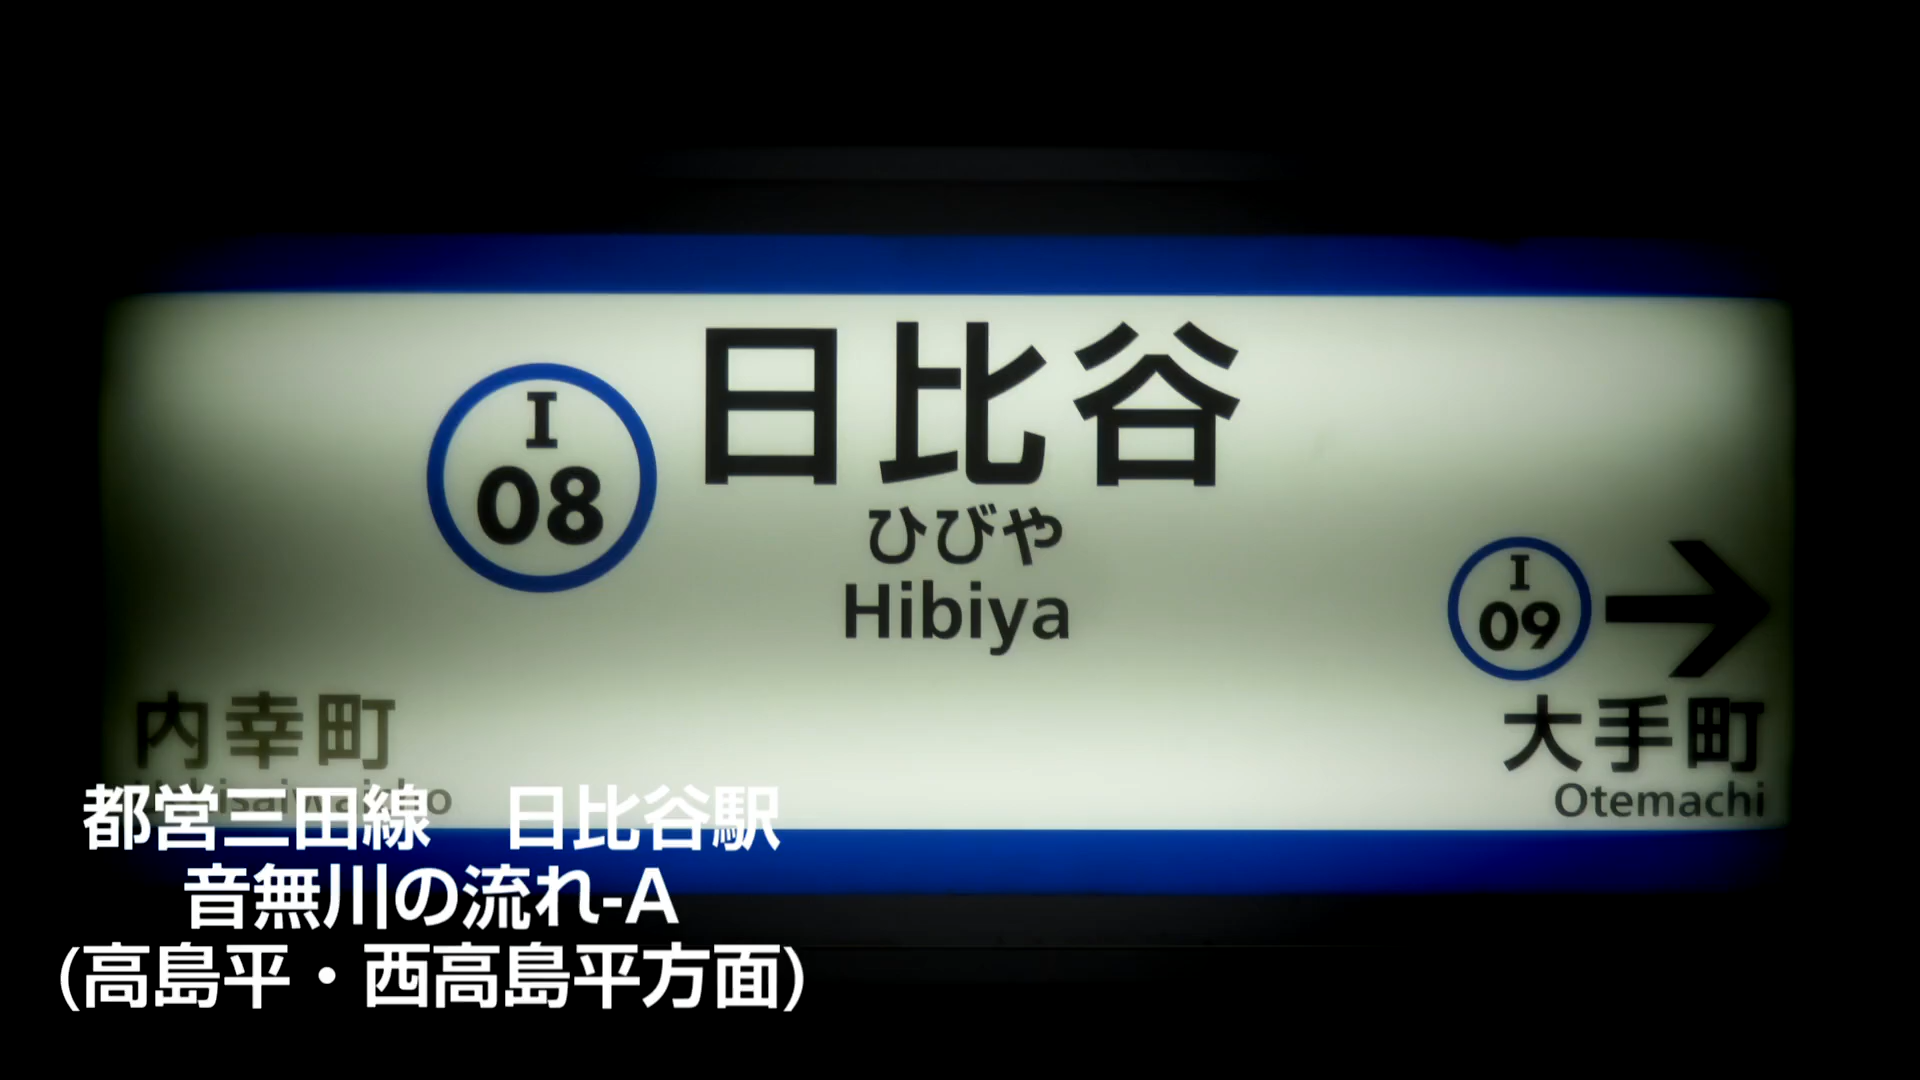 I
08
日比谷
ひびや
Hibiya
I
09
内幸町
大手町
Otemachi
都営三田線　日比谷駅
音無川の流れ-A
(高島平・西高島平方面)